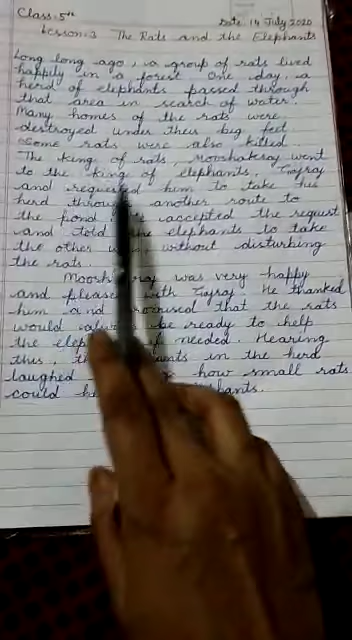 Class:5th
Date: 14 July 2020
Lesson:3 The Rats and the Elephants
Long long ago, a group of rats lived
happily in a forest One day, a
herd of elephants passed through
that area in search of water.
Many homes of the rats were
destroyed under their big feet.
Some rats were also killed.
The king of rats, Mooshakraj went
to the king of elephants, Gajraj
and requested him to take his
herd through another route to
the pond accepted the request
and told elephants to take
the other without disturbing
the rats.
was very happy
and with Gajraj. He thanked
him and that the rats
would be ready to help
the needed. Hearing
this, in the herd
laughed how small rats
could